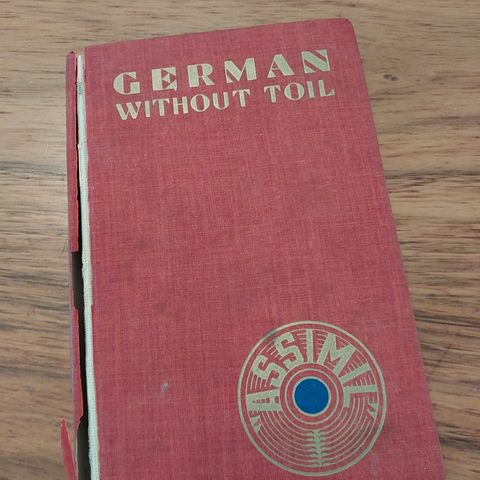 GERMAN
WITHOUT TOIL
"ASSIMIL"